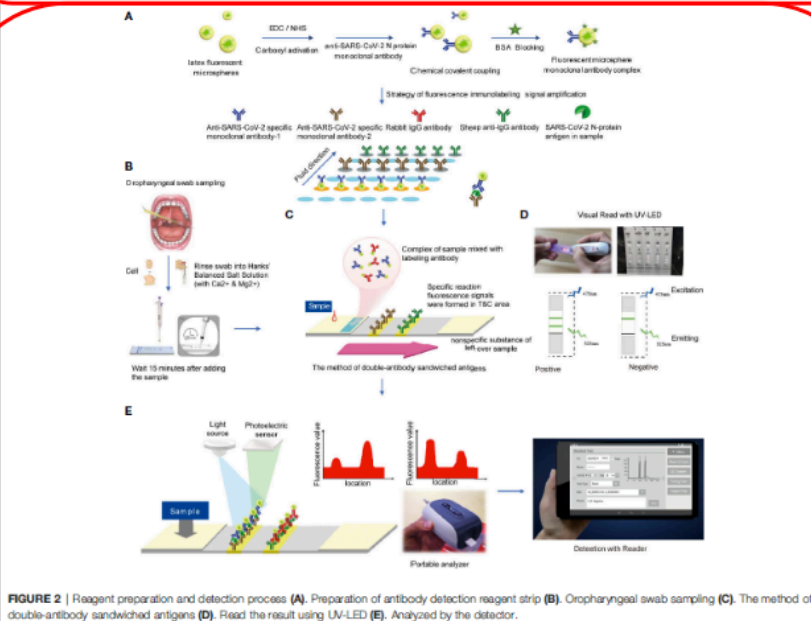 A
EDC / NHS
Carboxyl activation
latex fluorescent
microspheres
anti-SARS-CoV-2 N protein
monoclonal antibody
Chemical covalent coupling
BSA Blocking
Fluorescent microsphere
monoclonal antibody complex
Strategy of fluorescence immunolabeling signal amplification
Anti-SARS-CoV-2 specific
monoclonal antibody-1
Anti-SARS-CoV-2 specific
monoclonal antibody-2
Rabbit IgG antibody
Sheep anti-IgG antibody
SARS-CoV-2 N-protein
antigen in sample
Fluid direction
B
Oropharyngeal swab sampling
Cell
Rinse swab into Hanks'
Balanced Salt Solution
(with Ca2+ & Mg2+)
Wait 15 minutes after adding
the sample
C
Complex of sample mixed with
labeling antibody
Specific reaction
fluorescence signals
were formed in T&C area
Sample
nonspecific substance of
left over sample
The method of double-antibody sandwiched antigens
D
Visual Read with UV-LED
Excitation
Emitting
Positive
Negative
E
Light
source
Photoelectric
sensor
Sample
Fluorescence value
location
Fluorescence value
location
Portable analyzer
Detection with Reader
FIGURE 2 | Reagent preparation and detection process (A). Preparation of antibody detection reagent strip (B). Oropharyngeal swab sampling (C). The method of
double-antibody sandwiched antigens (D). Read the result using UV-LED (E). Analyzed by the detector.